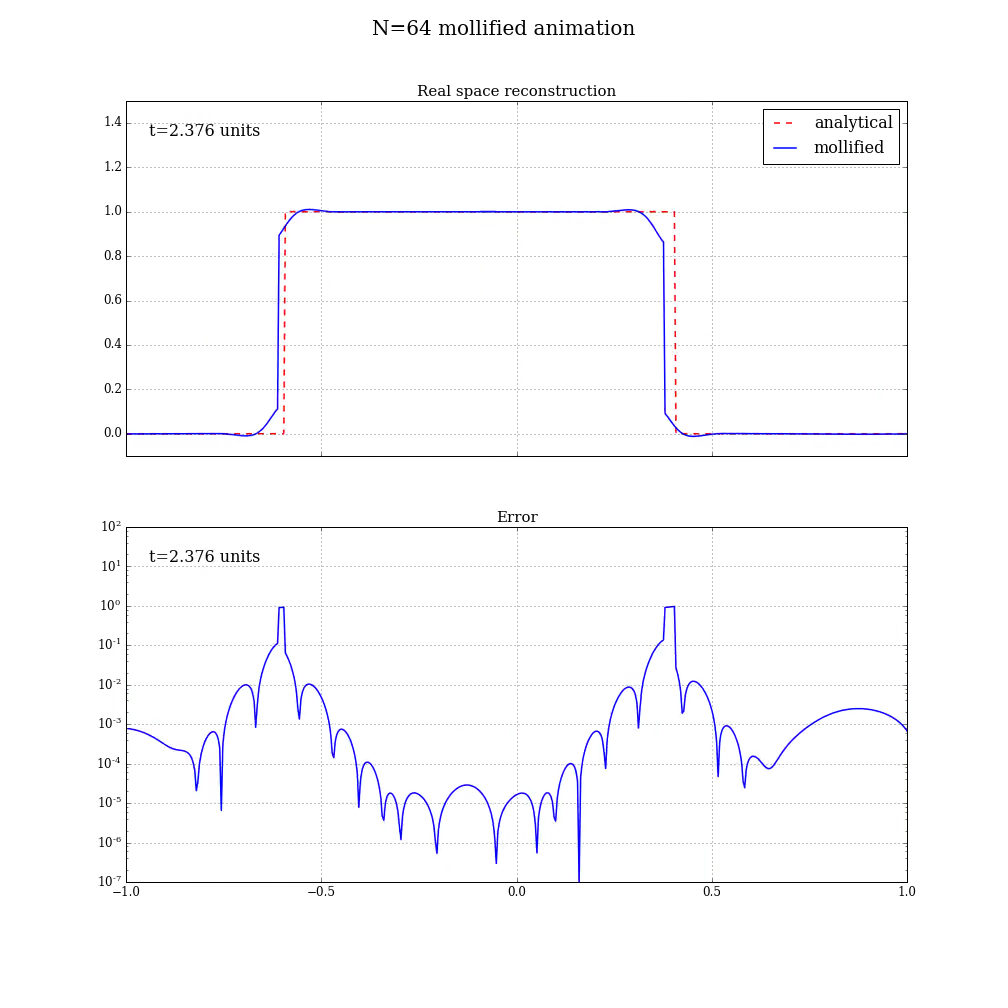 N=64 mollified animation
Real space reconstruction
t=2.376 units
analytical
mollified
1.4
1.2
1.0
0.8
0.6
0.4
0.2
0.0
Error
t=2.376 units
10²
10¹
10⁰
10⁻¹
10⁻²
10⁻³
10⁻⁴
10⁻⁵
10⁻⁶
10⁻⁷
−1.0 −0.5 0.0 0.5 1.0